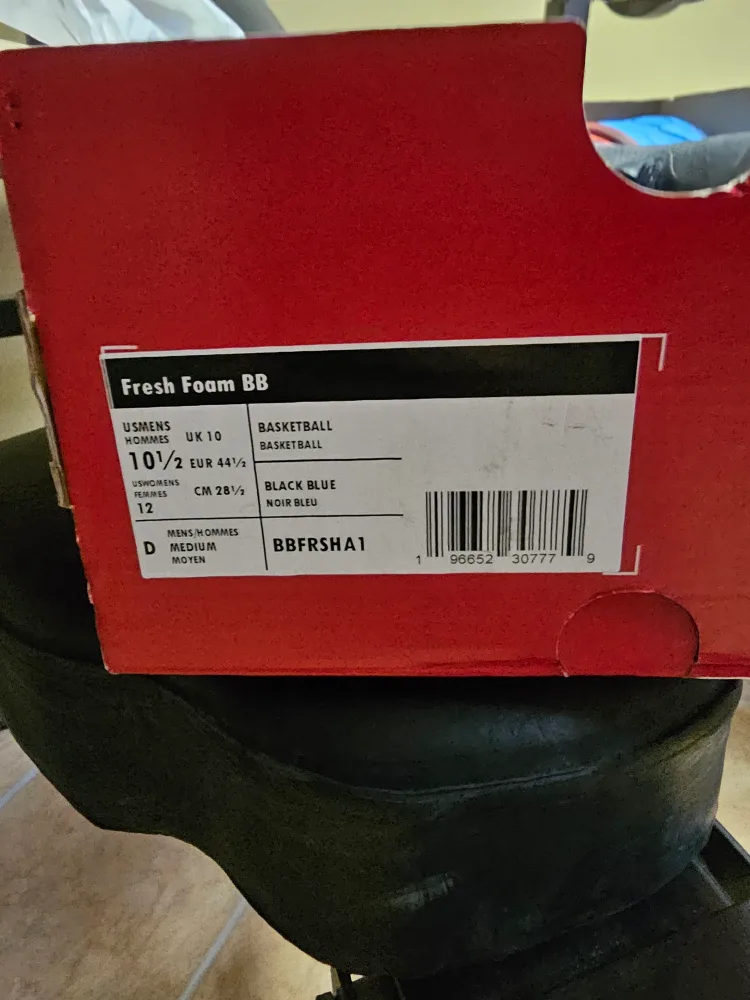 Fresh Foam BB
USMENS
HOMMES UK 10
10½ EUR 44½
USWOMENS
FEMMES CM 28½
12
D MENS/HOMMES
MEDIUM
MOYEN
BASKETBALL
BASKETBALL
BLACK BLUE
NOIR BLEU
BBFRSHA1
1 96652 30777 9